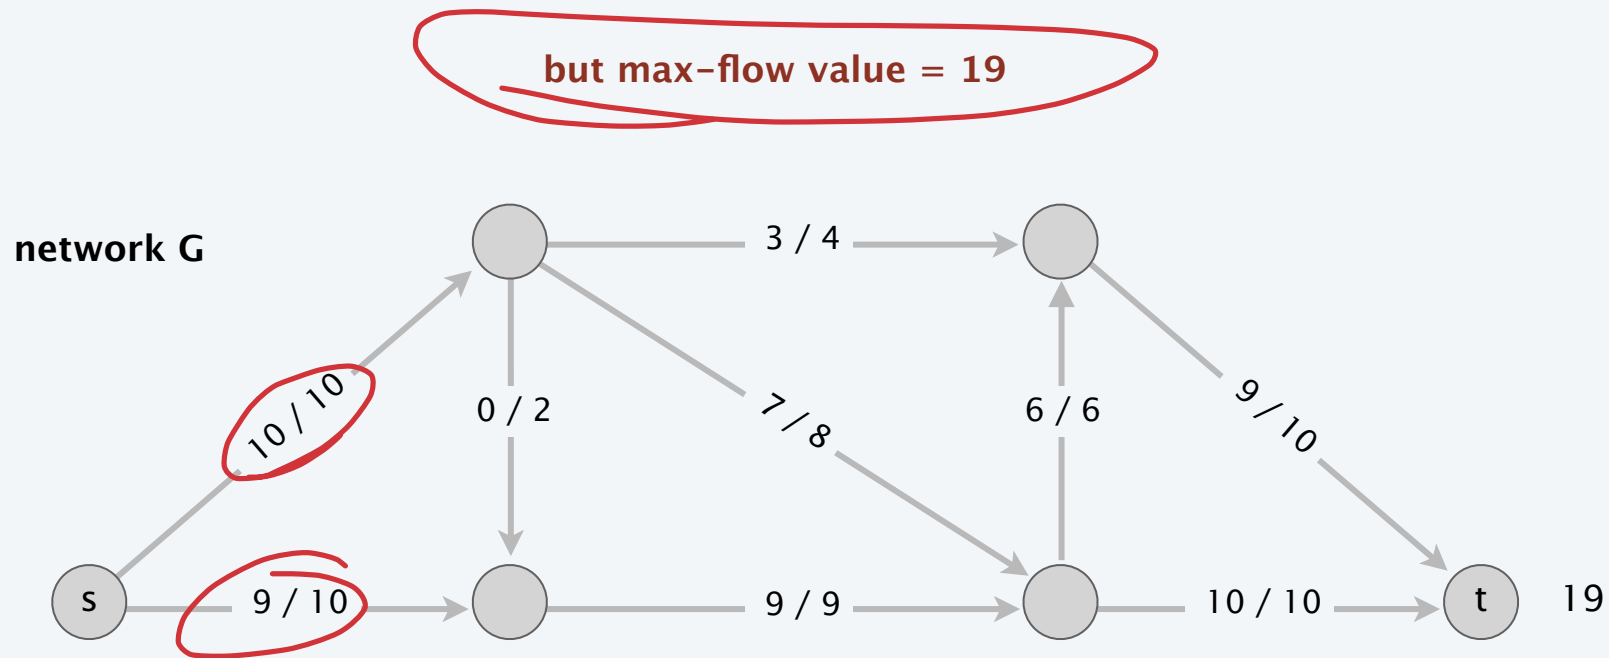 but max-flow value = 19
network G
3 / 4
10 / 10
0 / 2
7 / 8
6 / 6
9 / 10
s
9 / 10
9 / 9
10 / 10
t
19